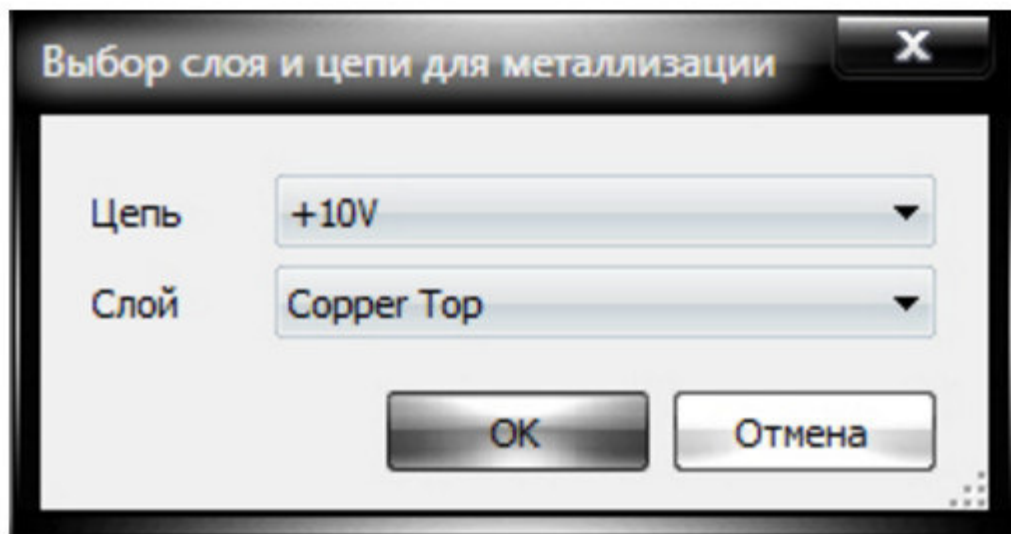 Выбор слоя и цепи для металлизации
Цепь +10V
Слой Copper Top
OK Отмена